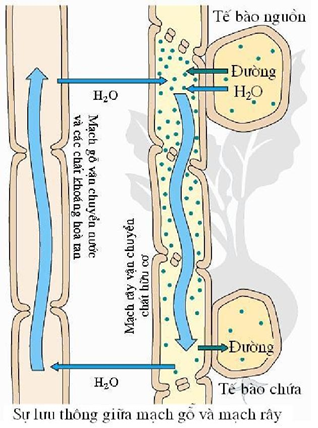 Tế bào nguồn
Đường
H2O
H2O
Mạch gỗ vận chuyển nước
và các chất khoáng hoà tan
Mạch rây vận chuyển
chất hữu cơ
Đường
H2O
Tế bào chứa
Sự lưu thông giữa mạch gỗ và mạch rây